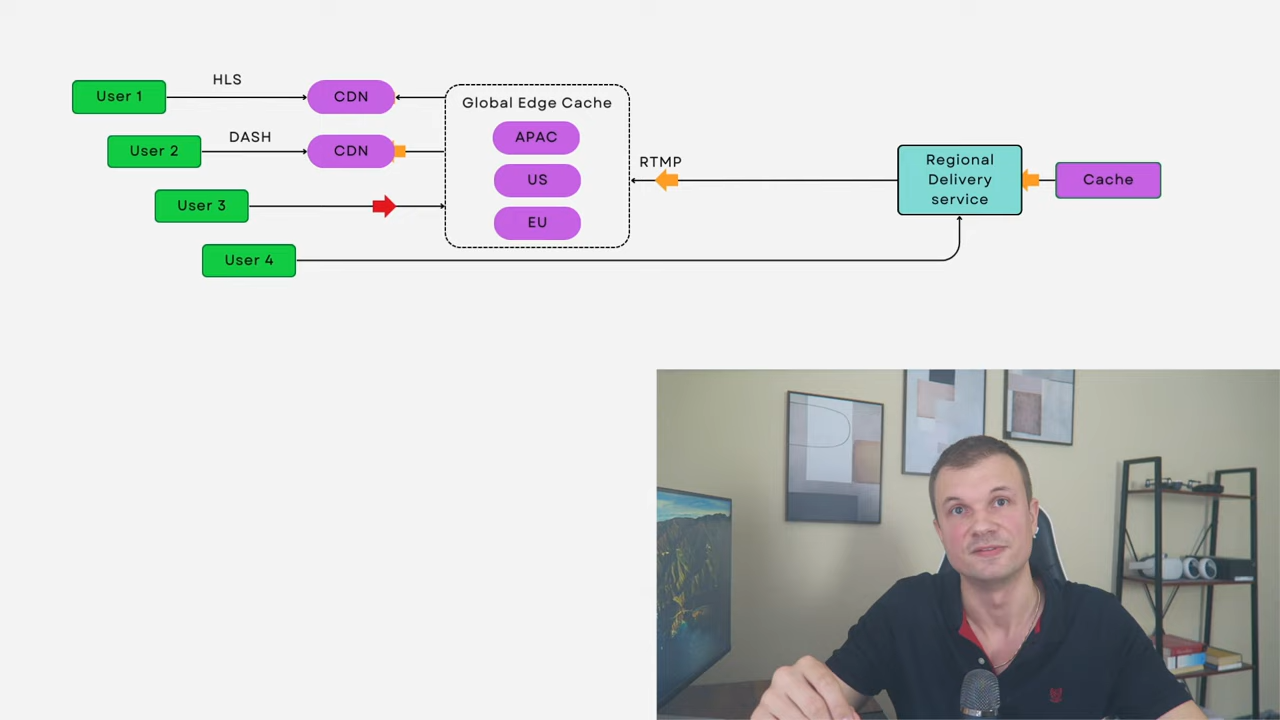 User 1
HLS
CDN
Global Edge Cache
User 2
DASH
CDN
APAC
US
EU
RTMP
Regional
Delivery
service
Cache
User 3
User 4